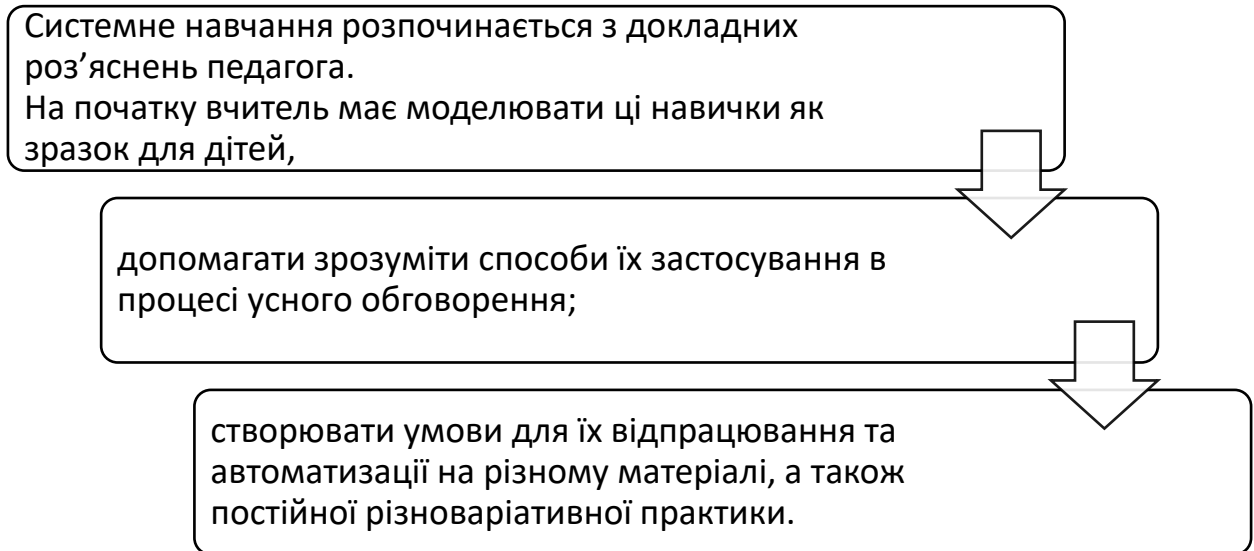 Системне навчання розпочинається з докладних
роз’яснень педагога.
На початку вчитель має моделювати ці навички як
зразок для дітей,
допомагати зрозуміти способи їх застосування в
процесі усного обговорення;
створювати умови для їх відпрацювання та
автоматизації на різному матеріалі, а також
постійної різноваріативної практики.